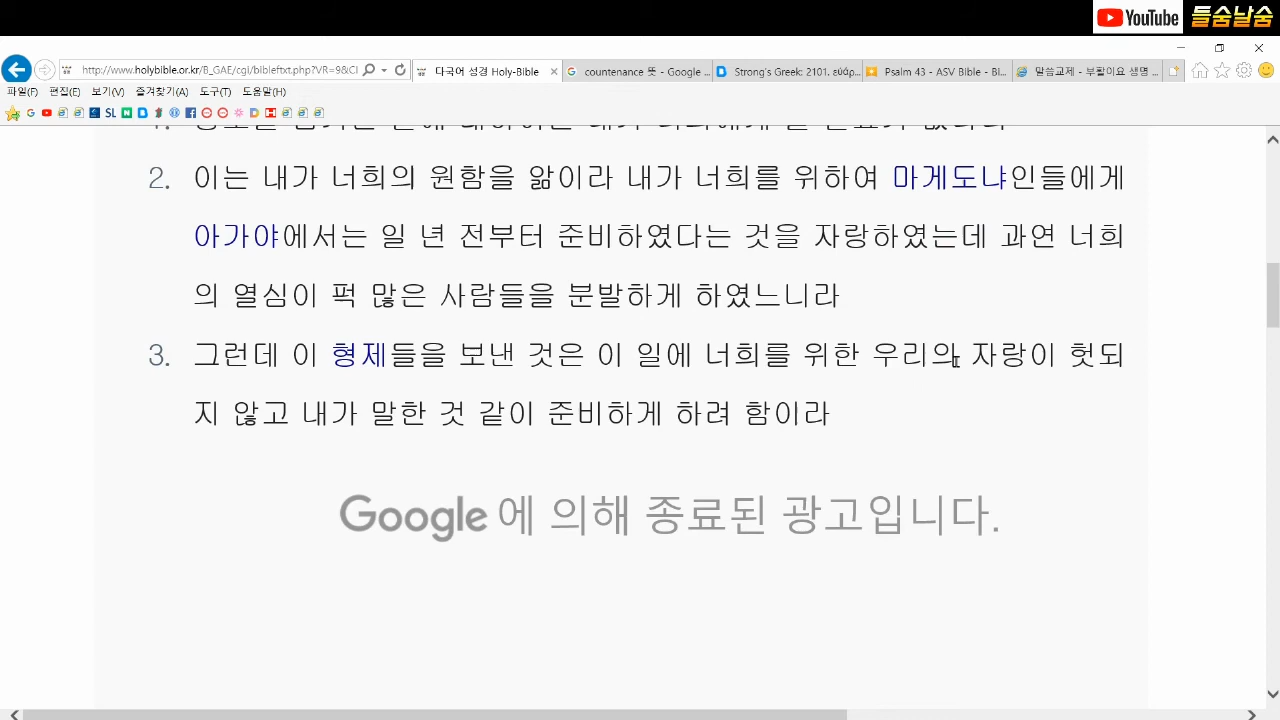 YouTube 들숨날숨
http://www.holybible.or.kr/B_GAE/cgi/bibleftxt.php?VR=9&CI
다국어 성경 Holy-Bible
countenance 뜻 - Google ...
Strong's Greek: 2101. εὐάρ...
Psalm 43 - ASV Bible - Bi...
말씀교제 - 부활이요 생명 ...
파일(F) 편집(E) 보기(V) 즐겨찾기(A) 도구(T) 도움말(H)
2. 이는 내가 너희의 원함을 앎이라 내가 너희를 위하여 마게도냐인들에게
아가야에서는 일 년 전부터 준비하였다는 것을 자랑하였는데 과연 너희
의 열심이 퍽 많은 사람들을 분발하게 하였느니라
3. 그런데 이 형제들을 보낸 것은 이 일에 너희를 위한 우리의 자랑이 헛되
지 않고 내가 말한 것 같이 준비하게 하려 함이라
Google에 의해 종료된 광고입니다.